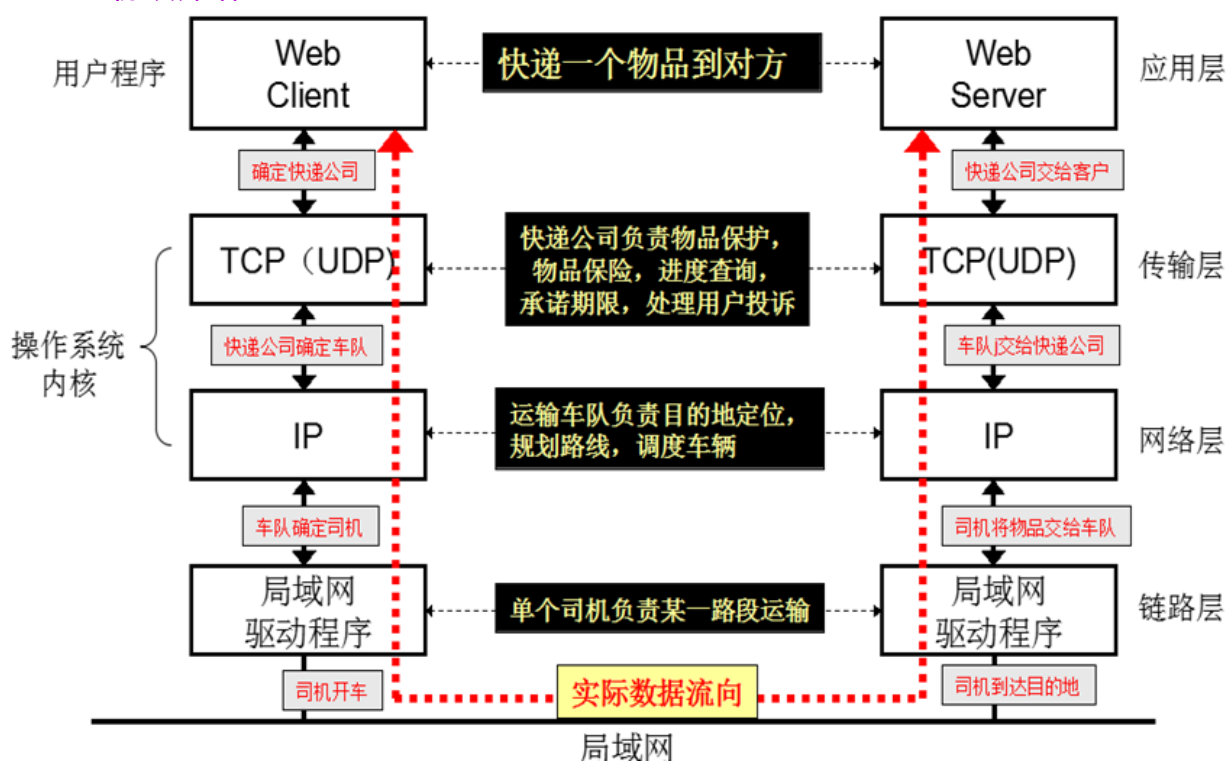 Web
Client
快递一个物品到对方
Web
Server
用户程序
应用层
确定快递公司
快递公司交给客户
TCP（UDP)
快递公司负责物品保护，
物品保险，进度查询，
承诺期限，处理用户投诉
TCP(UDP)
传输层
操作系统
内核
快递公司确定车队
车队j交给快递公司
IP
运输车队负责目的地定位，
规划路线，调度车辆
IP
网络层
车队确定司机
司机将物品交给车队
局域网
驱动程序
单个司机负责某一路段运输
局域网
驱动程序
链路层
司机开车
实际数据流向
司机到达目的地
局域网